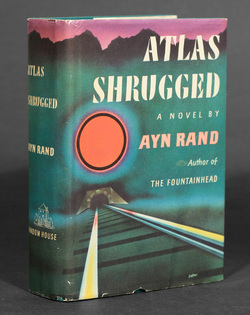 ATLAS
SHRUGGED
A NOVEL BY
AYN RAND
Author of
THE FOUNTAINHEAD
ATLAS
SHRUGGED
AYN RAND
RANDOM HOUSE